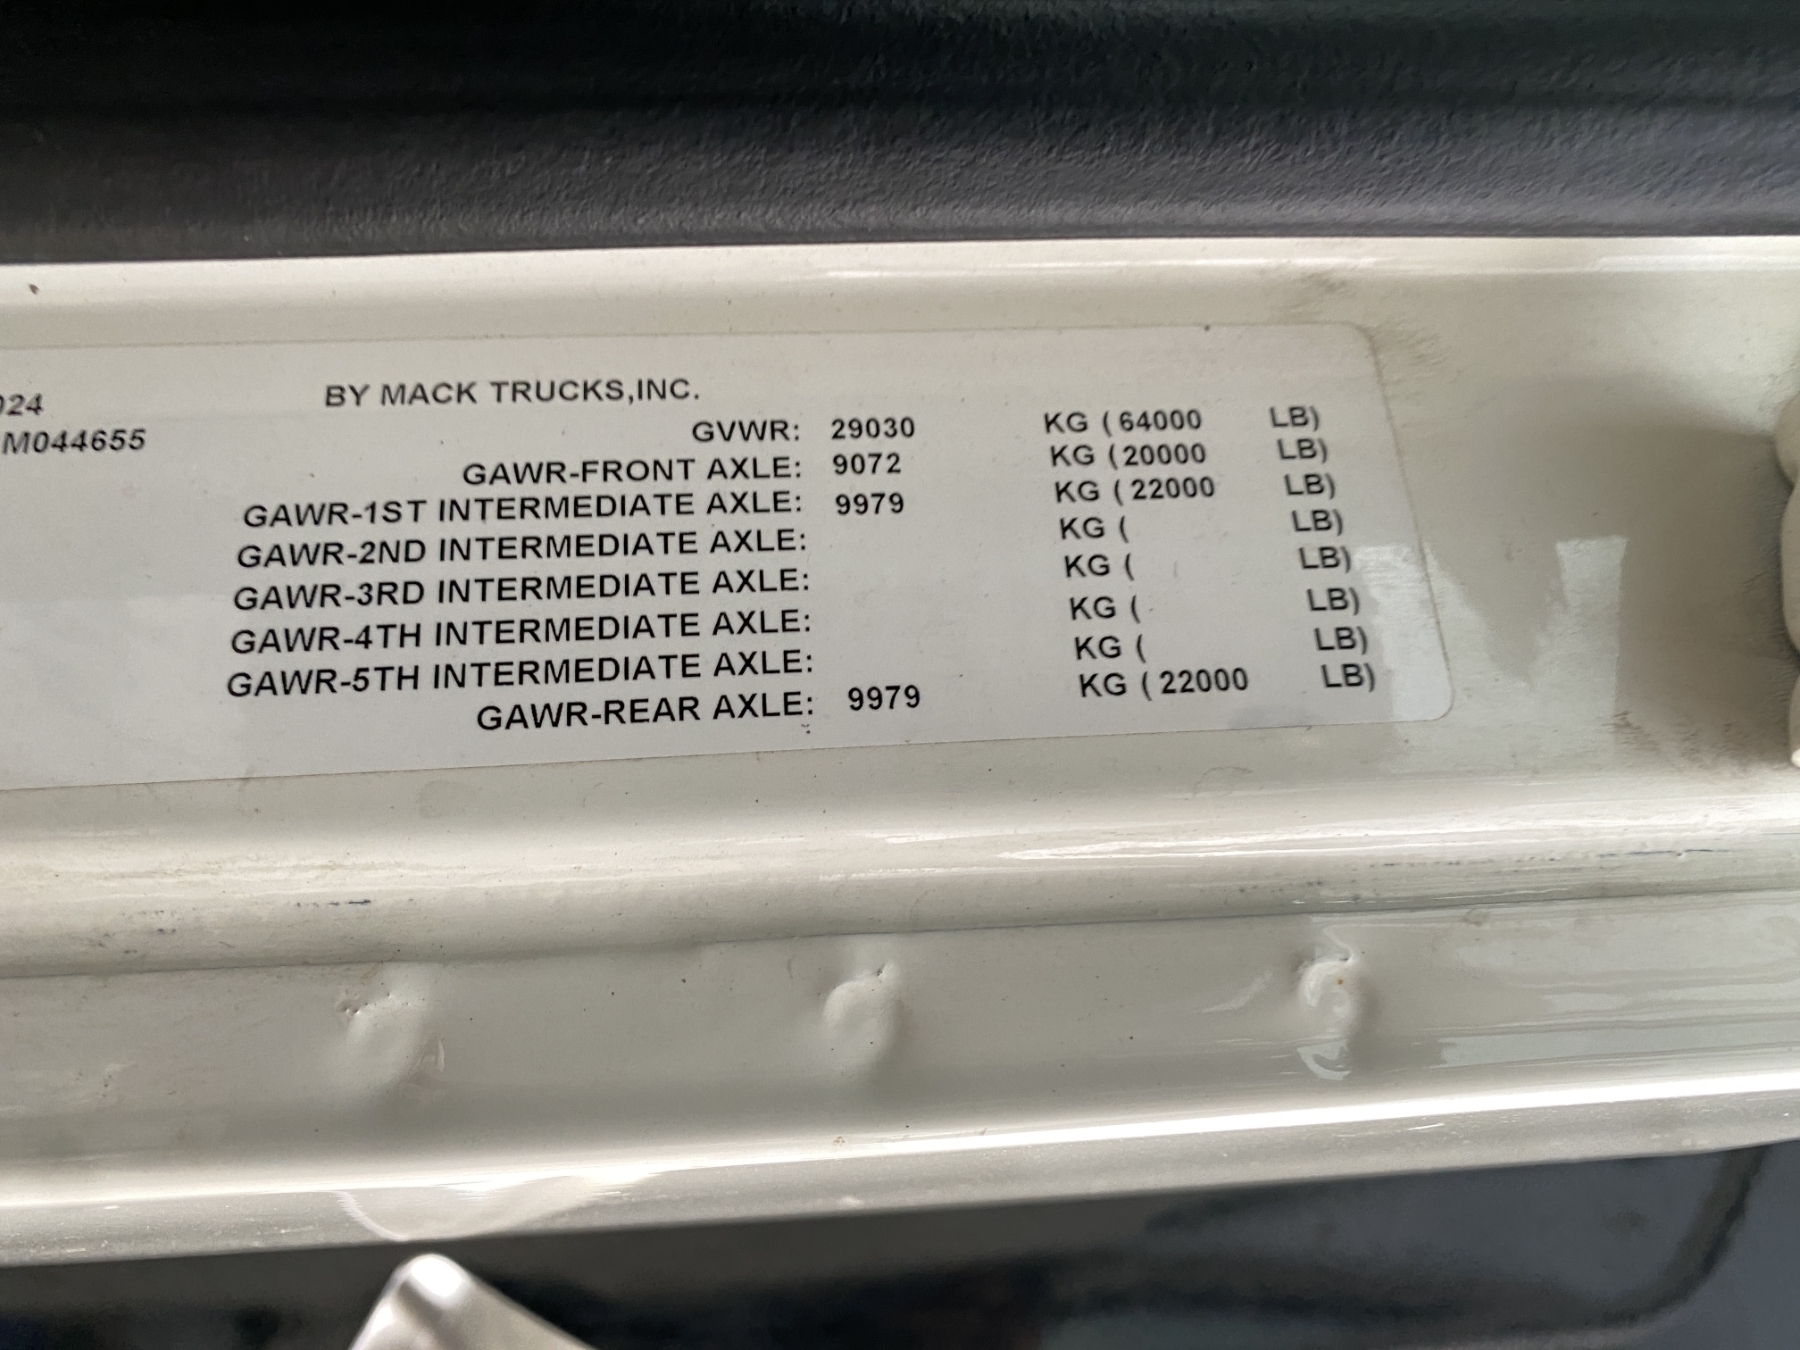 024 BY MACK TRUCKS,INC.
M044655 GVWR: 29030 KG ( 64000 LB)
GAWR-FRONT AXLE: 9072 KG ( 20000 LB)
GAWR-1ST INTERMEDIATE AXLE: 9979 KG ( 22000 LB)
GAWR-2ND INTERMEDIATE AXLE: KG ( LB)
GAWR-3RD INTERMEDIATE AXLE: KG ( LB)
GAWR-4TH INTERMEDIATE AXLE: KG ( LB)
GAWR-5TH INTERMEDIATE AXLE: KG ( LB)
GAWR-REAR AXLE: 9979 KG ( 22000 LB)